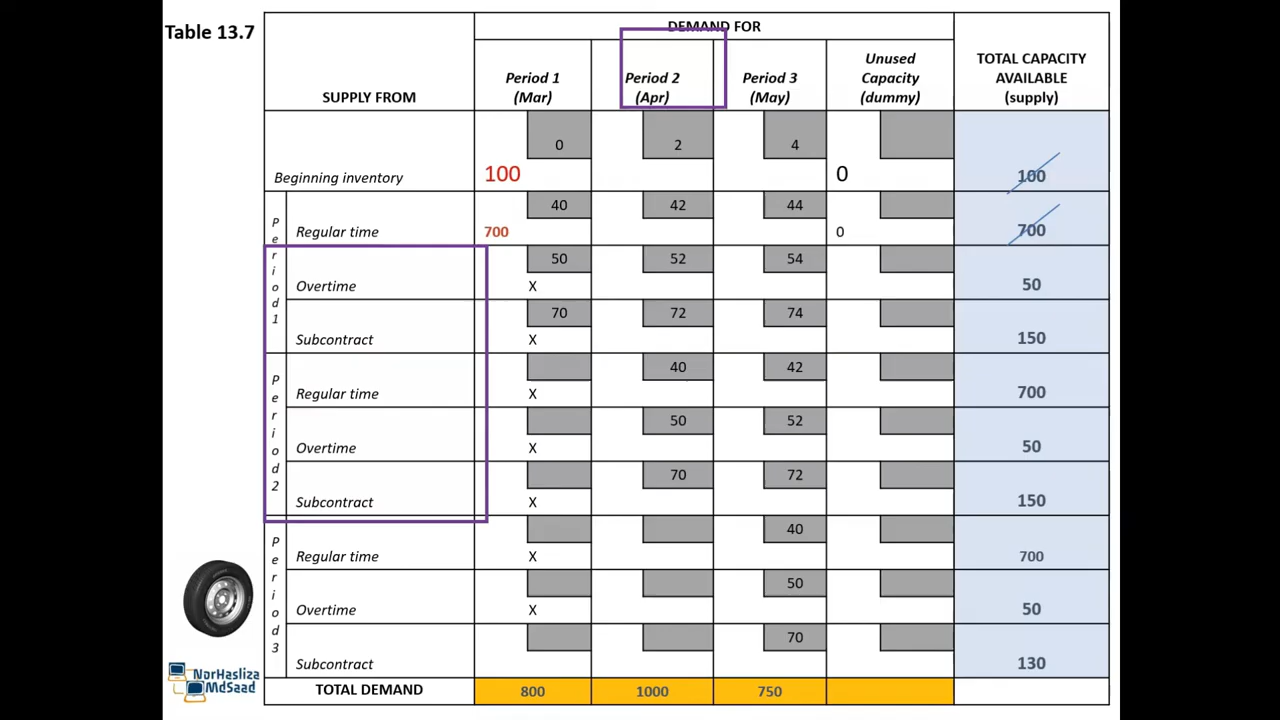 Table 13.7
DEMAND FOR
SUPPLY FROM
Period 1
(Mar)
Period 2
(Apr)
Period 3
(May)
Unused
Capacity
(dummy)
TOTAL CAPACITY
AVAILABLE
(supply)
0 2 4
Beginning inventory 100 0 100
Period 1
40 42 44
Regular time 700 0 700
50 52 54
Overtime X 50
70 72 74
Subcontract X 150
Period 2
40 42
Regular time X 700
50 52
Overtime X 50
70 72
Subcontract X 150
Period 3
40
Regular time X 700
50
Overtime X 50
70
Subcontract 130
TOTAL DEMAND 800 1000 750
NorHasliza
MdSaad